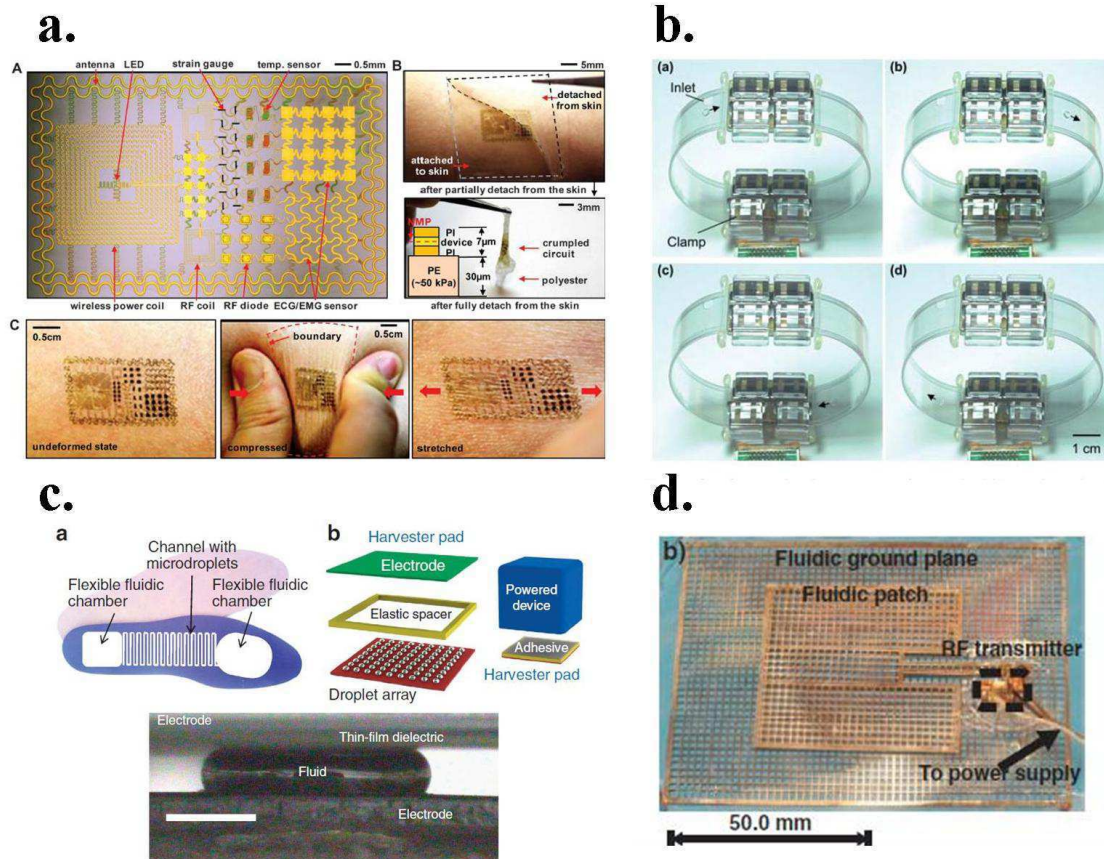 a.
A
antenna
LED
strain gauge
temp. sensor
0.5mm
wireless power coil
RF coil
RF diode
ECG/EMG sensor
B
5mm
detached
from skin
attached
to skin
after partially detach from the skin
3mm
PI
device
PI
7μm
PE
(~50 kPa)
30μm
crumpled
circuit
polyester
after fully detach from the skin
C
0.5cm
undeformed state
boundary
0.5cm
compressed
stretched
b.
(a)
Inlet
Clamp
(b)
(c)
(d)
1 cm
c.
a
Channel with
microdroplets
Flexible fluidic
chamber
Flexible fluidic
chamber
b
Harvester pad
Electrode
Elastic spacer
Droplet array
Powered
device
Adhesive
Harvester pad
Electrode
Thin-film dielectric
Fluid
Electrode
d.
b)
Fluidic ground plane
Fluidic patch
RF transmitter
To power supply
50.0 mm